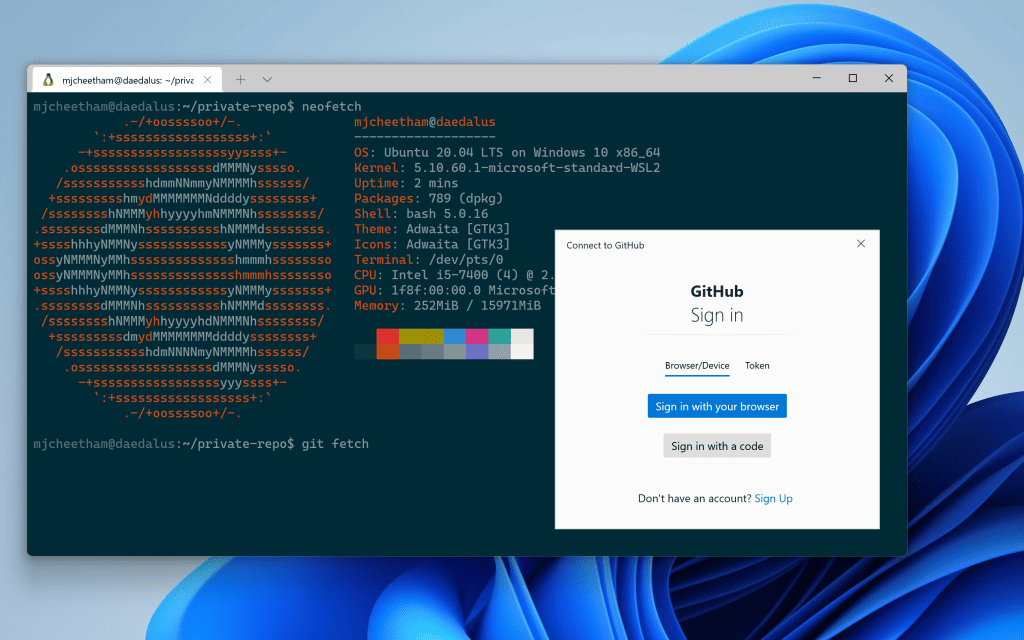 mjcheetham@daedalus: ~/priva
mjcheetham@daedalus:~/private-repo$ neofetch
.-/+oossssoo+/-.
`:+ssssssssssssssssss+:`
-+ssssssssssssssssssyyssss+-
.ossssssssssssssssssdMMMNysssso.
/ssssssssssshdmmNNmmyNMMMMhssssss/
+ssssssssshmydMMMMMMMNddddyssssssss+
/sssssssshNMMMyhhyyyyhmNMMMNhssssssss/
.ssssssssdMMMNhsssssssssshNMMMdssssssss.
+sssshhhyNMMNyssssssssssssyNMMMysssssss+
ossyNMMMNyMMhsssssssssssssshmmmhssssssso
ossyNMMMNyMMhsssssssssssssshmmmhssssssso
+sssshhhyNMMNyssssssssssssyNMMMysssssss+
.ssssssssdMMMNhsssssssssshNMMMdssssssss.
/sssssssshNMMMyhhyyyyhdNMMMNhssssssss/
+sssssssssdmydMMMMMMMMddddyssssssss+
/ssssssssssshdmNNNNmyNMMMMhssssss/
.ossssssssssssssssssdMMMNysssso.
-+sssssssssssssssssyyyssss+-
`:+ssssssssssssssssss+:`
.-/+oossssoo+/-.
mjcheetham@daedalus
-------------------
OS: Ubuntu 20.04 LTS on Windows 10 x86_64
Kernel: 5.10.60.1-microsoft-standard-WSL2
Uptime: 2 mins
Packages: 789 (dpkg)
Shell: bash 5.0.16
Theme: Adwaita [GTK3]
Icons: Adwaita [GTK3]
Terminal: /dev/pts/0
CPU: Intel i5-7400 (4) @ 2.
GPU: 1f8f:00:00.0 Microsoft
Memory: 252MiB / 15971MiB
mjcheetham@daedalus:~/private-repo$ git fetch
Connect to GitHub
GitHub
Sign in
Browser/Device Token
Sign in with your browser
Sign in with a code
Don't have an account? Sign Up